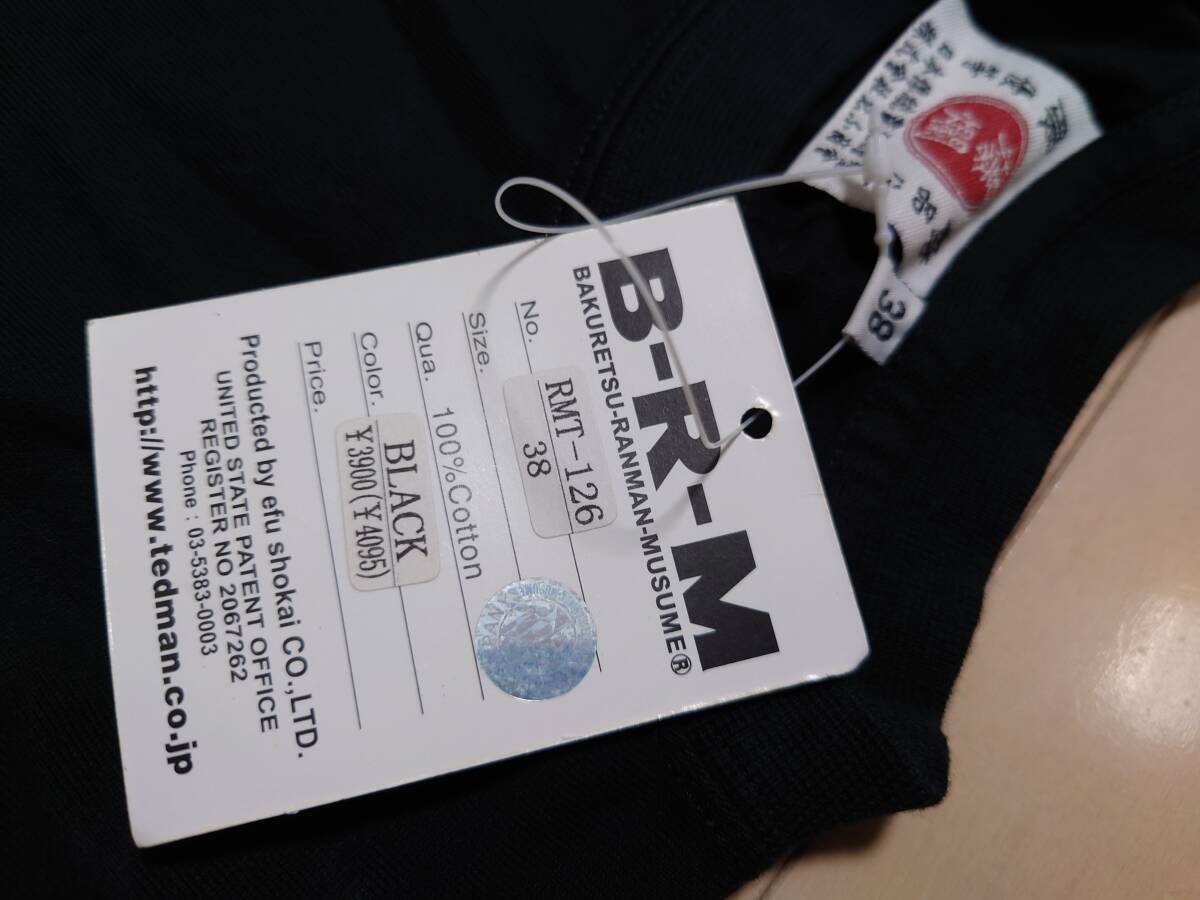 B-R-M
BAKURETSU-RANMAN-MUSUME®
No. RMT-126
Size. 38
Qua. 100%Cotton
Color. BLACK
Price. ¥3900(¥4095)
Producted by efu shokai CO.,LTD.
UNITED STATE PATENT OFFICE
REGISTER NO 2067262
Phone : 03-5383-0003
http://www.tedman.co.jp
38